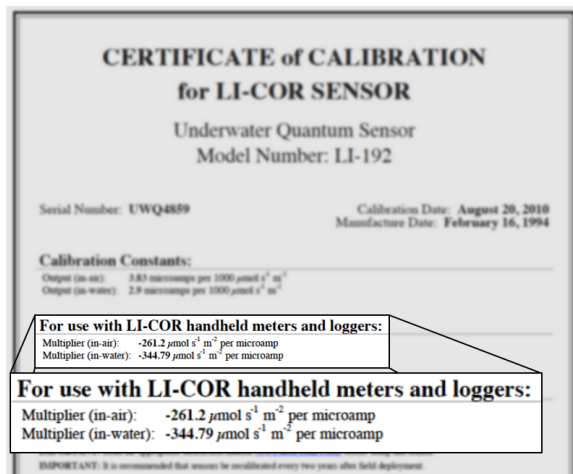 CERTIFICATE of CALIBRATION
for LI-COR SENSOR
Underwater Quantum Sensor
Model Number: LI-192
Serial Number: UWQ4859
Calibration Date: August 20, 2010
Manufacture Date: February 16, 1994
Calibration Constants:
Output (in-air): 3.83 microamps per 1000 µmol s⁻¹ m⁻²
Output (in-water): 2.9 microamps per 1000 µmol s⁻¹ m⁻²
For use with LI-COR handheld meters and loggers:
Multiplier (in-air): -261.2 µmol s⁻¹ m⁻² per microamp
Multiplier (in-water): -344.79 µmol s⁻¹ m⁻² per microamp
For use with LI-COR handheld meters and loggers:
Multiplier (in-air): -261.2 µmol s⁻¹ m⁻² per microamp
Multiplier (in-water): -344.79 µmol s⁻¹ m⁻² per microamp
IMPORTANT: It is recommended that sensors be recalibrated every two years after field deployment.